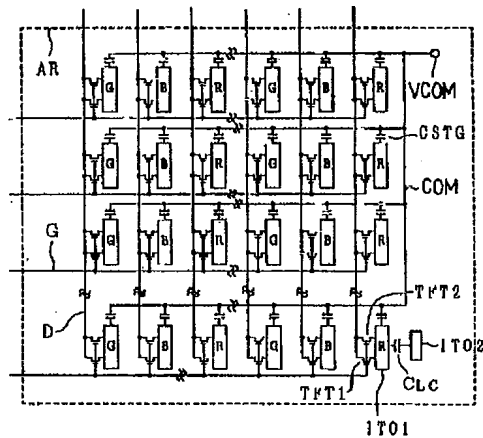 AR
G B R G B R
VCOM
CSTG
G B R G B R
COM
G B R G B R
G
TFT2
D
G B R G B R
ITO2
CLC
TFT1
ITO1